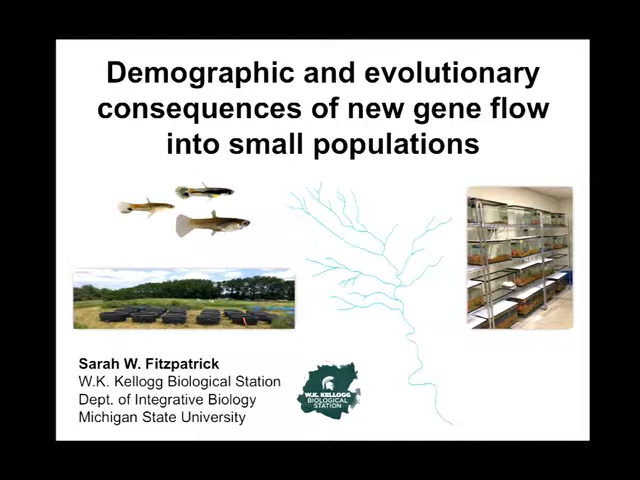 Demographic and evolutionary
consequences of new gene flow
into small populations
Sarah W. Fitzpatrick
W.K. Kellogg Biological Station
Dept. of Integrative Biology
Michigan State University
W.K. KELLOGG
BIOLOGICAL
STATION